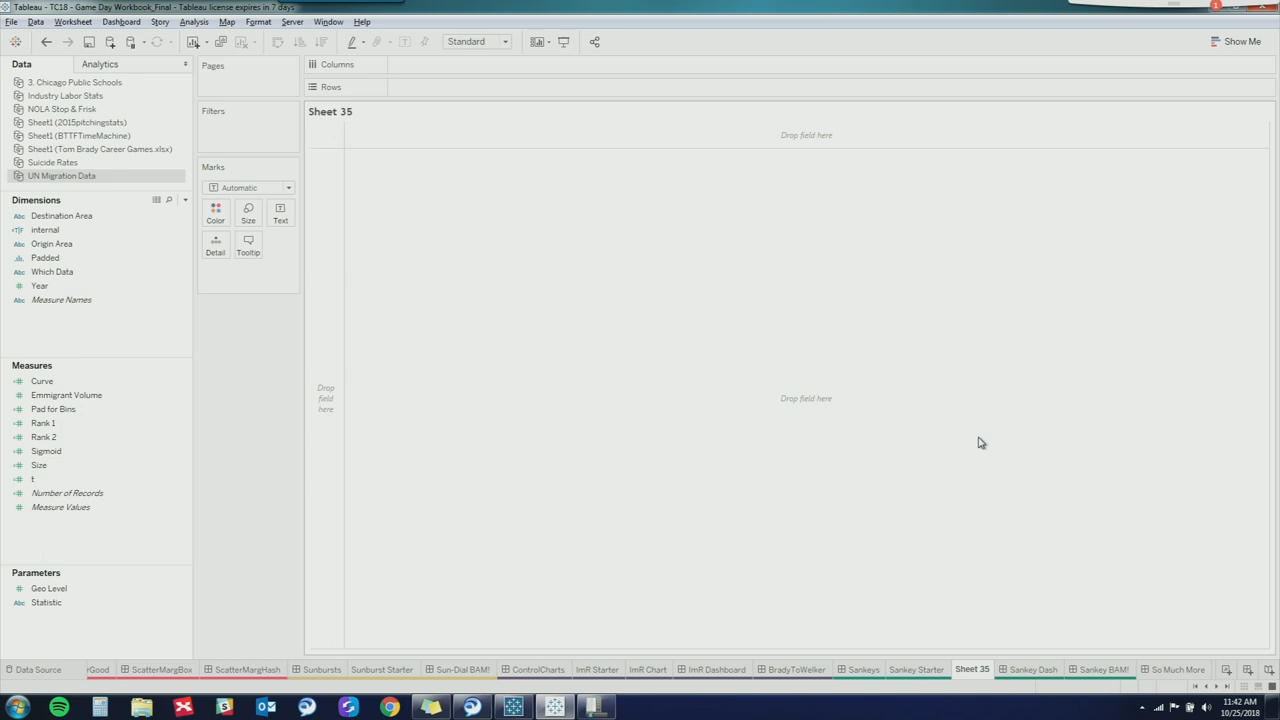 Tableau - TC18 - Game Day Workbook_Final - Tableau license expires in 7 days
1
File Data Worksheet Dashboard Story Analysis Map Format Server Window Help
Standard
Show Me
Data Analytics
3. Chicago Public Schools
Industry Labor Stats
NOLA Stop & Frisk
Sheet1 (2015pitchingstats)
Sheet1 (BTTFTimeMachine)
Sheet1 (Tom Brady Career Games.xlsx)
Suicide Rates
UN Migration Data
Dimensions
Abc Destination Area
T|F internal
Abc Origin Area
Padded
Abc Which Data
# Year
Abc Measure Names
Measures
Curve
Emmigrant Volume
Pad for Bins
Rank 1
Rank 2
Sigmoid
Size
t
Number of Records
Measure Values
Parameters
# Geo Level
Abc Statistic
Pages
Filters
Marks
Automatic
Color Size Text
Detail Tooltip
Columns
Rows
Sheet 35
Drop field here
Drop
field
here
Drop field here
Data Source rGood ScatterMargBox ScatterMargHash Sunbursts Sunburst Starter Sun-Dial BAM! ControlCharts ImR Starter ImR Chart ImR Dashboard BradyToWelker Sankeys Sankey Starter Sheet 35 Sankey Dash Sankey BAM! So Much More
11:42 AM
10/25/2018